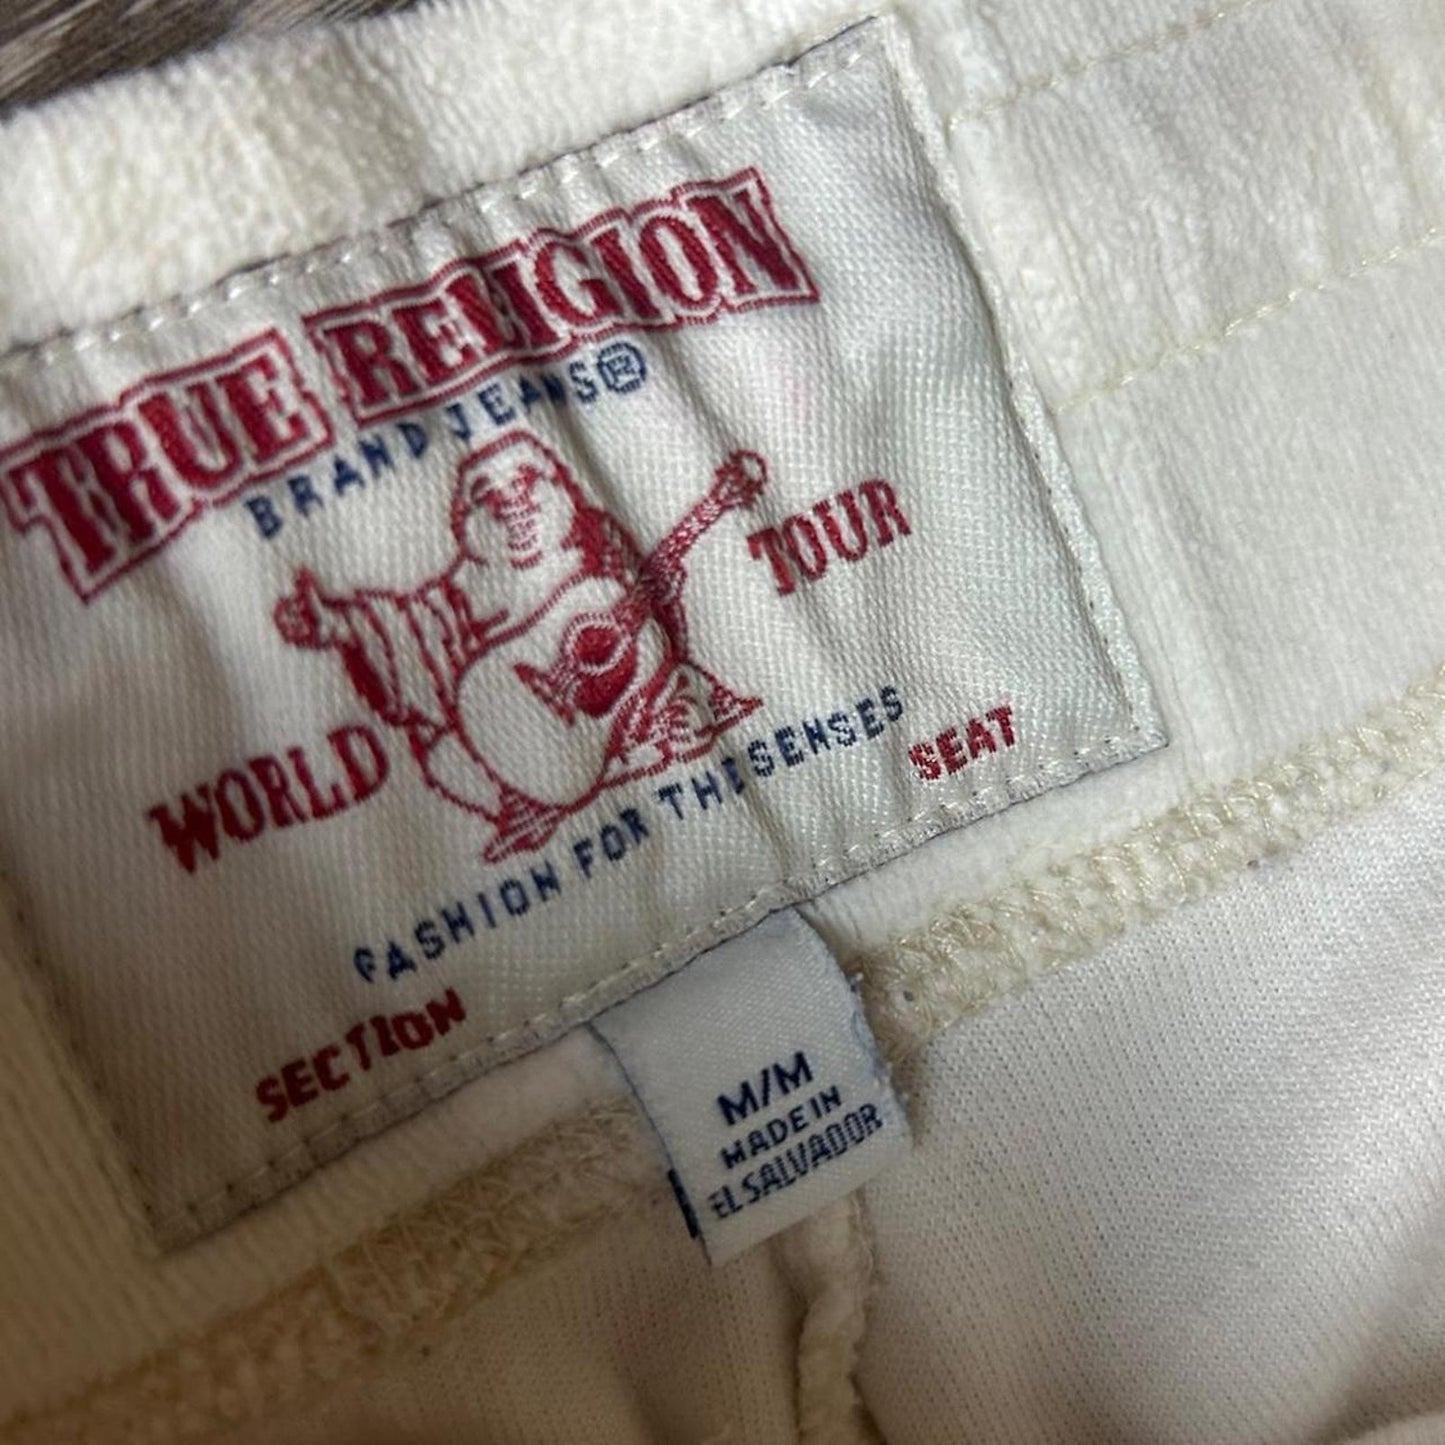 TRUE RELIGION
BRAND JEANS®
WORLD TOUR
FASHION FOR THE SENSES
SECTION SEAT
M/M
MADE IN
EL SALVADOR